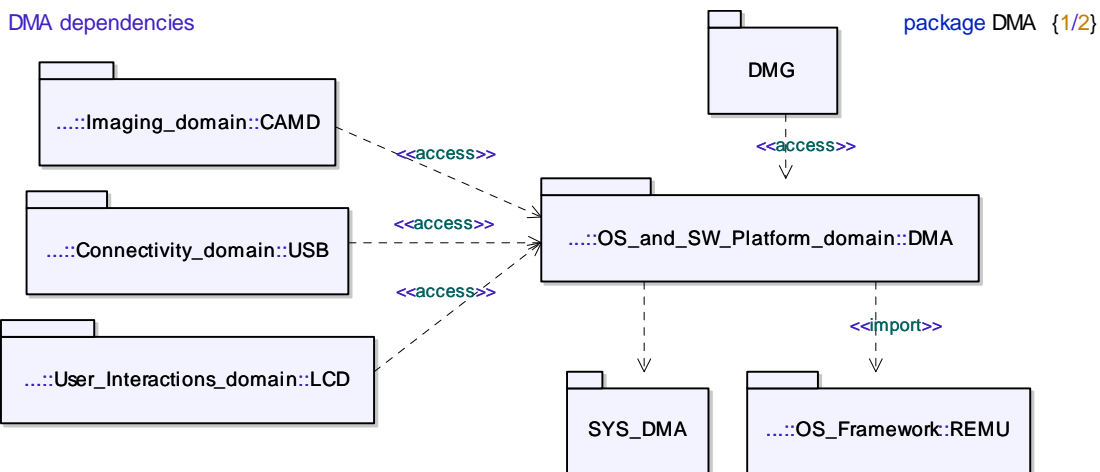 DMA dependencies
package DMA {1/2}
DMG
...::Imaging_domain::CAMD
<<access>>
<<access>>
...::Connectivity_domain::USB
<<access>>
...::OS_and_SW_Platform_domain::DMA
<<access>>
...::User_Interactions_domain::LCD
<<import>>
SYS_DMA
...::OS_Framework::REMU